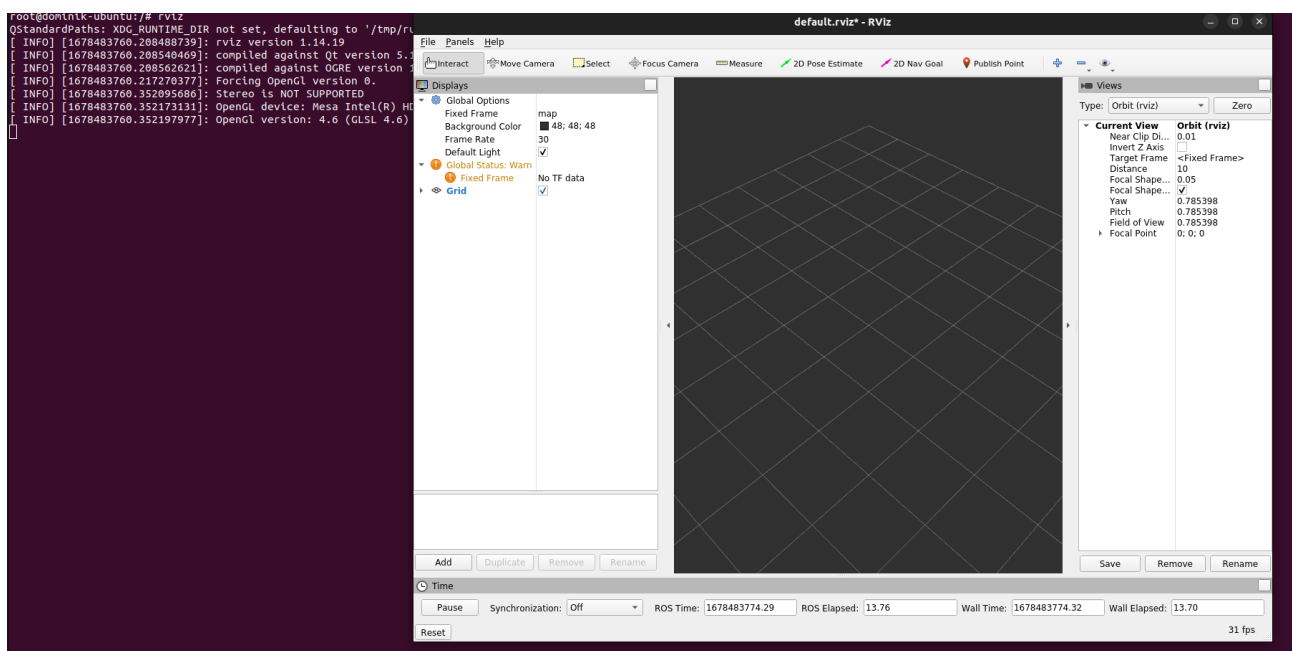 root@dominik-ubuntu:/# rviz
QStandardPaths: XDG_RUNTIME_DIR not set, defaulting to '/tmp/ru
[ INFO] [1678483760.208488739]: rviz version 1.14.19
[ INFO] [1678483760.208540469]: compiled against Qt version 5.1
[ INFO] [1678483760.208562621]: compiled against OGRE version 1
[ INFO] [1678483760.217270377]: Forcing OpenGl version 0.
[ INFO] [1678483760.352095686]: Stereo is NOT SUPPORTED
[ INFO] [1678483760.352173131]: OpenGL device: Mesa Intel(R) HD
[ INFO] [1678483760.352197977]: OpenGl version: 4.6 (GLSL 4.6)
default.rviz* - RViz
File Panels Help
Interact Move Camera Select Focus Camera Measure 2D Pose Estimate 2D Nav Goal Publish Point
Displays
Global Options
Fixed Frame map
Background Color 48; 48; 48
Frame Rate 30
Default Light
Global Status: Warn
Fixed Frame No TF data
Grid
Add Duplicate Remove Rename
Views
Type: Orbit (rviz) Zero
Current View Orbit (rviz)
Near Clip Di... 0.01
Invert Z Axis
Target Frame <Fixed Frame>
Distance 10
Focal Shape... 0.05
Focal Shape...
Yaw 0.785398
Pitch 0.785398
Field of View 0.785398
Focal Point 0; 0; 0
Save Remove Rename
Time
Pause Synchronization: Off ROS Time: 1678483774.29 ROS Elapsed: 13.76 Wall Time: 1678483774.32 Wall Elapsed: 13.70
Reset 31 fps